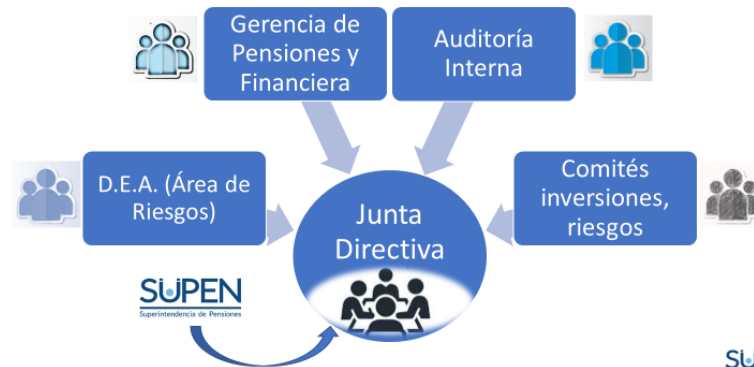 Gerencia de
Pensiones y
Financiera
Auditoría
Interna
D.E.A. (Área de
Riesgos)
Junta
Directiva
Comités
inversiones,
riesgos
SUPEN
Superintendencia de Pensiones